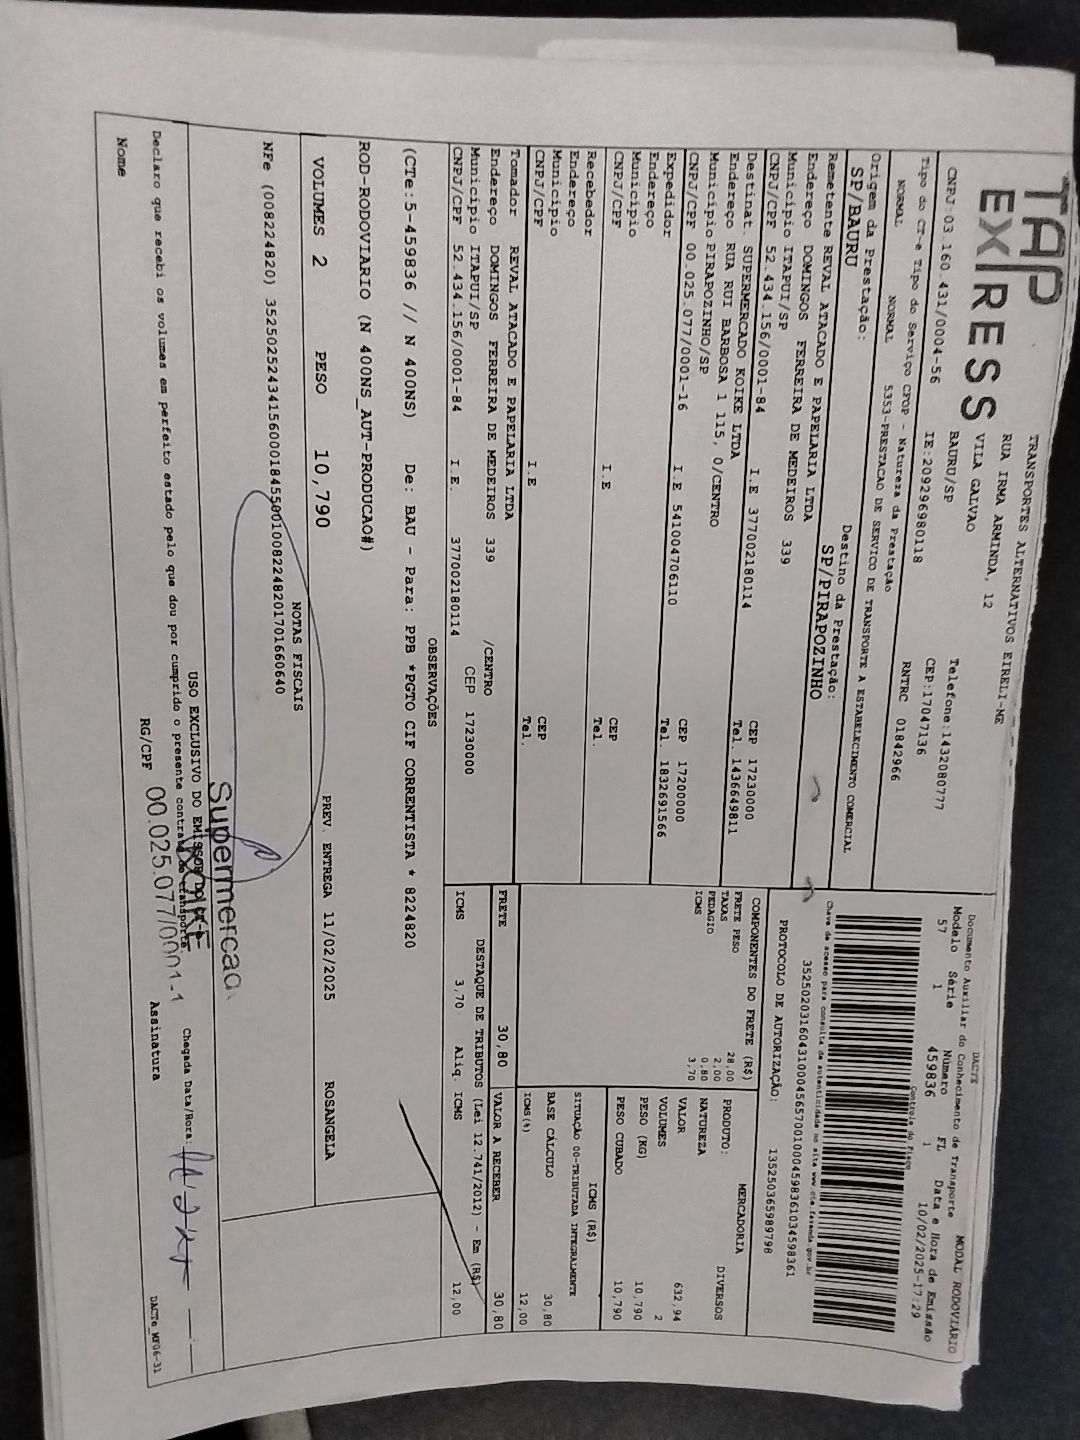 TAP
EXPRESS
TRANSPORTES ALTERNATIVOS EIRELI-ME
RUA IRMA ARMINDA, 12
VILA GALVAO
BAURU/SP
Telefone:1432080777
CNPJ:03.160.431/0004-56 IE:209296980118 CEP:17047136
RNTRC 01842966
DACTE
Documento Auxiliar do Conhecimento de Transporte MODAL RODOVIÁRIO
Modelo Série Número FL Data e Hora de Emissão
57 1 459836 1 10/02/2025-17:29
Controle do Fisco
Chave de acesso para consulta de autenticidade no site www.cte.fazenda.gov.br
35250203160431000456570010004598361034598361
PROTOCOLO DE AUTORIZAÇÃO: 135250365989798
Tipo do CT-e Tipo do Serviço CFOP - Natureza da Prestação
NORMAL NORMAL 5353-PRESTACAO DE SERVICO DE TRANSPORTE A ESTABELECIMENTO COMERCIAL
Origem da Prestação: Destino da Prestação:
SP/BAURU SP/PIRAPOZINHO
Remetente REVAL ATACADO E PAPELARIA LTDA
Endereço DOMINGOS FERREIRA DE MEDEIROS 339
Município ITAPUI/SP CEP 17230000
CNPJ/CPF 52.434.156/0001-84 I.E 377002180114 Tel. 1436649811
Destinat. SUPERMERCADO KOIKE LTDA
Endereço RUA RUI BARBOSA 1 115, 0/CENTRO
Município PIRAPOZINHO/SP CEP 17200000
CNPJ/CPF 00.025.077/0001-16 I.E 541004706110 Tel. 1832691566
Expedidor
Endereço
Município CEP
CNPJ/CPF I.E Tel.
Recebedor
Endereço
Município CEP
CNPJ/CPF I.E Tel.
Tomador REVAL ATACADO E PAPELARIA LTDA
Endereço DOMINGOS FERREIRA DE MEDEIROS 339 /CENTRO
Município ITAPUI/SP CEP 17230000
CNPJ/CPF 52.434.156/0001-84 I.E. 377002180114
COMPONENTES DO FRETE (R$)
FRETE PESO 28,00
TAXAS 2,00
PEDAGIO 0,80
ICMS 3,70
MERCADORIA
PRODUTO: DIVERSOS
NATUREZA
VALOR 632,94
VOLUMES 2
PESO (KG) 10,790
PESO CUBADO 10,790
ICMS (R$)
SITUAÇÃO 00-TRIBUTADA INTEGRALMENTE
BASE CÁLCULO 30,80
ICMS (%) 12,00
FRETE 30,80 VALOR A RECEBER 30,80
DESTAQUE DE TRIBUTOS (Lei 12.741/2012) - Em (R$)
ICMS 3,70 Aliq. ICMS 12,00
OBSERVAÇÕES
(CTe:5-459836 // N 400NS) De: BAU - Para: PPB *PGTO CIF CORRENTISTA * 8224820
ROD-RODOVIARIO (N 400NS_AUT-PRODUCAO#)
VOLUMES 2 PESO 10,790 PREV. ENTREGA 11/02/2025 ROSANGELA
NOTAS FISCAIS
NFe (008224820) 35250252434156000184550010082248201701660640
Supermercado
KOIKE
00.025.077/0001-1
USO EXCLUSIVO DO EMISSOR DO CT-e
Declaro que recebi os volumes em perfeito estado pelo que dou por cumprido o presente contrato de transporte.
Chegada Data/Hora:
Nome RG/CPF Assinatura
DACTe_MF06-31